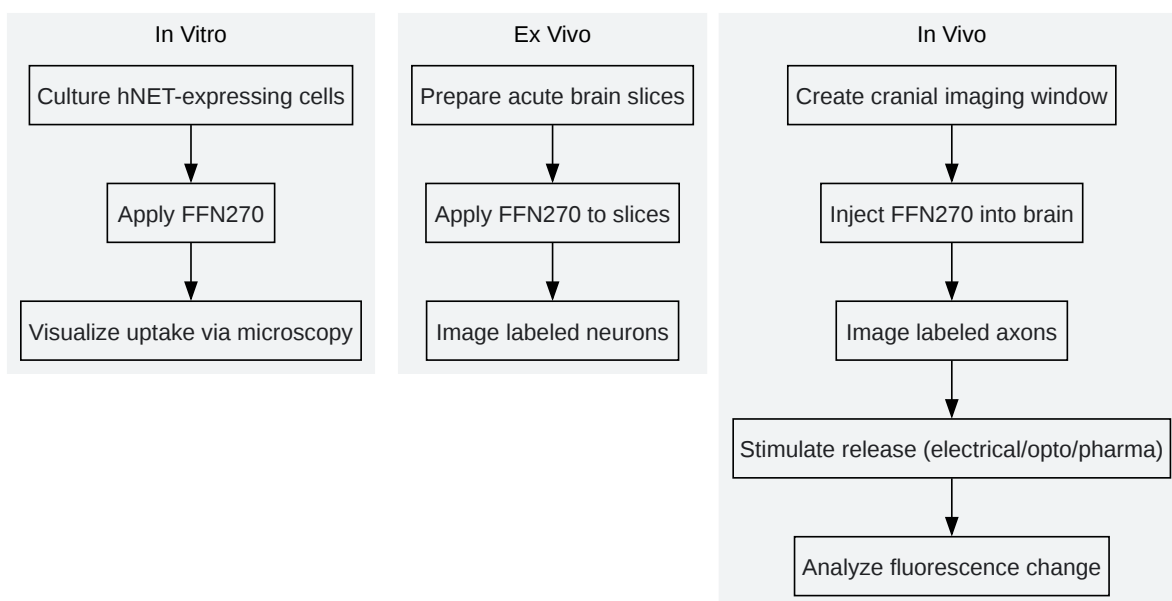 In Vitro
Culture hNET-expressing cells
Apply FFN270
Visualize uptake via microscopy
Ex Vivo
Prepare acute brain slices
Apply FFN270 to slices
Image labeled neurons
In Vivo
Create cranial imaging window
Inject FFN270 into brain
Image labeled axons
Stimulate release (electrical/opto/pharma)
Analyze fluorescence change